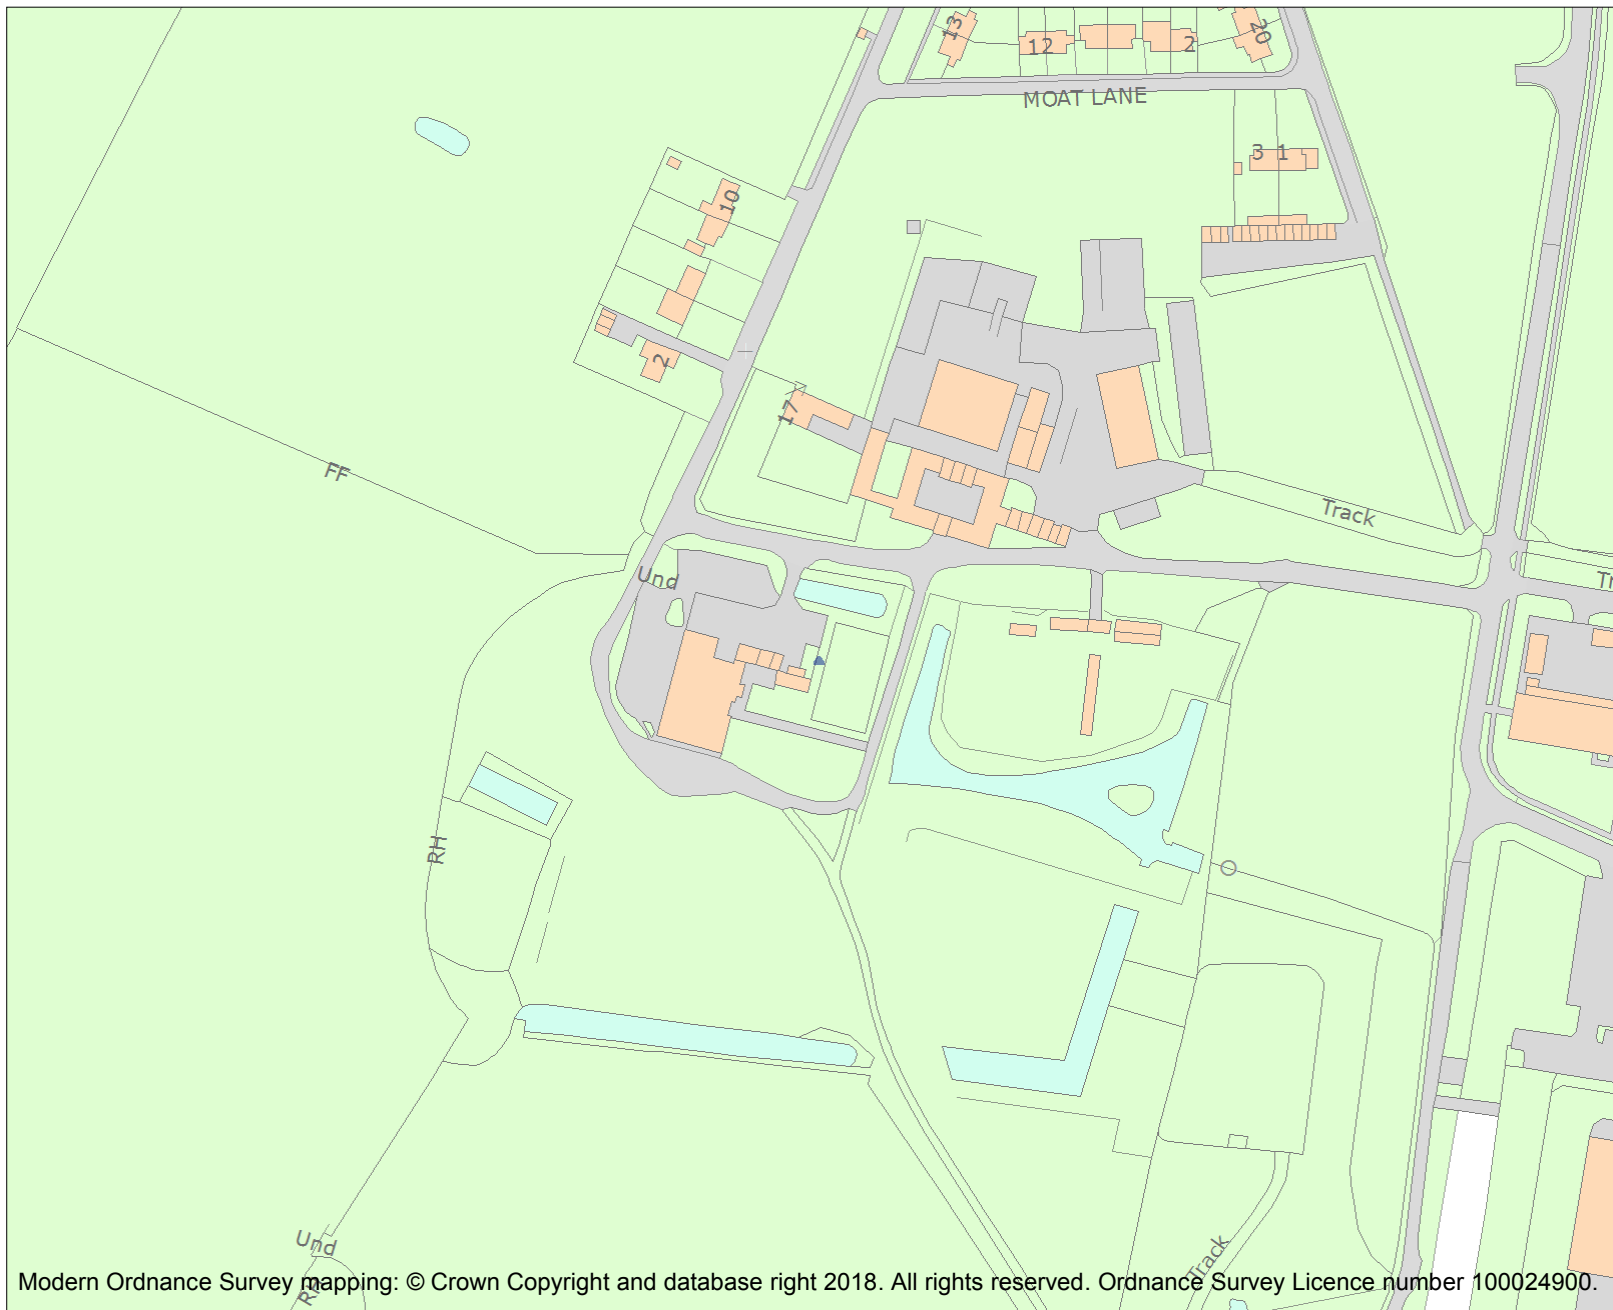 13
12
2
20
MOAT LANE
3 1
10
2
17
FF
Track
Und
RH
Und
Track
Modern Ordnance Survey mapping: © Crown Copyright and database right 2018. All rights reserved. Ordnance Survey Licence number 100024900.